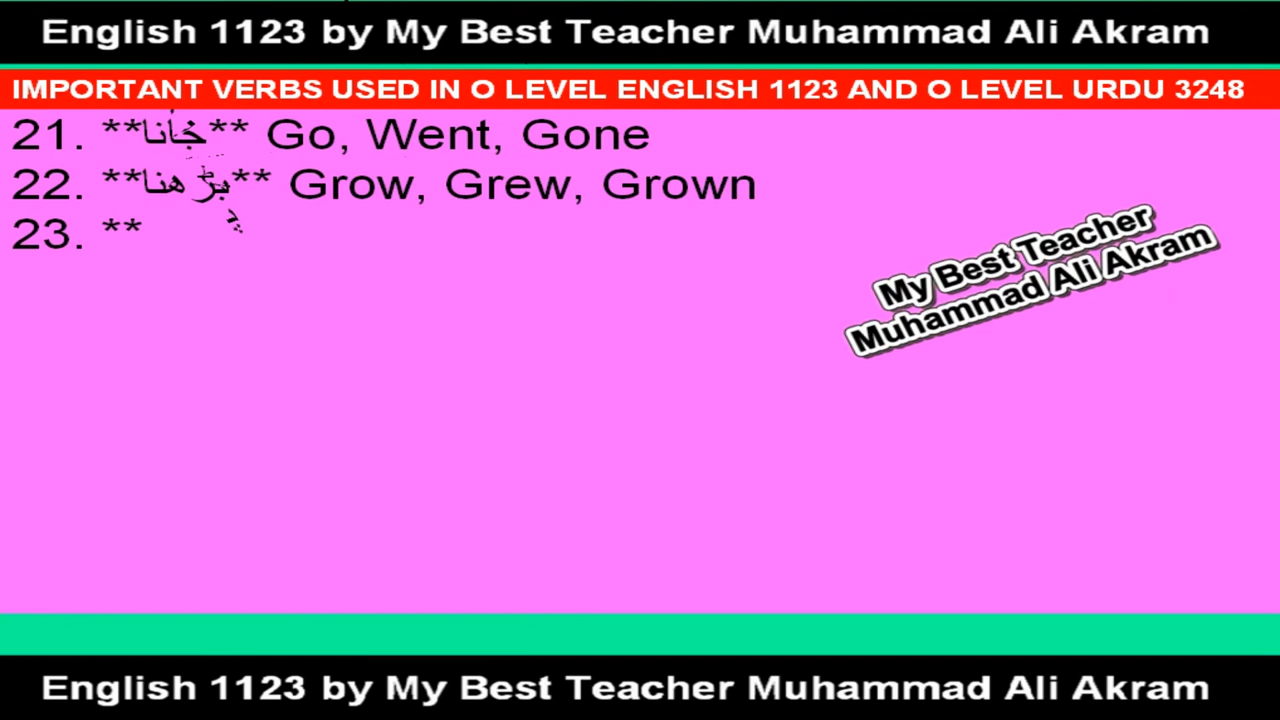 English 1123 by My Best Teacher Muhammad Ali Akram
IMPORTANT VERBS USED IN O LEVEL ENGLISH 1123 AND O LEVEL URDU 3248
21. **جَانا** Go, Went, Gone
22. **بَڑھنا** Grow, Grew, Grown
23. **
My Best Teacher
Muhammad Ali Akram
English 1123 by My Best Teacher Muhammad Ali Akram